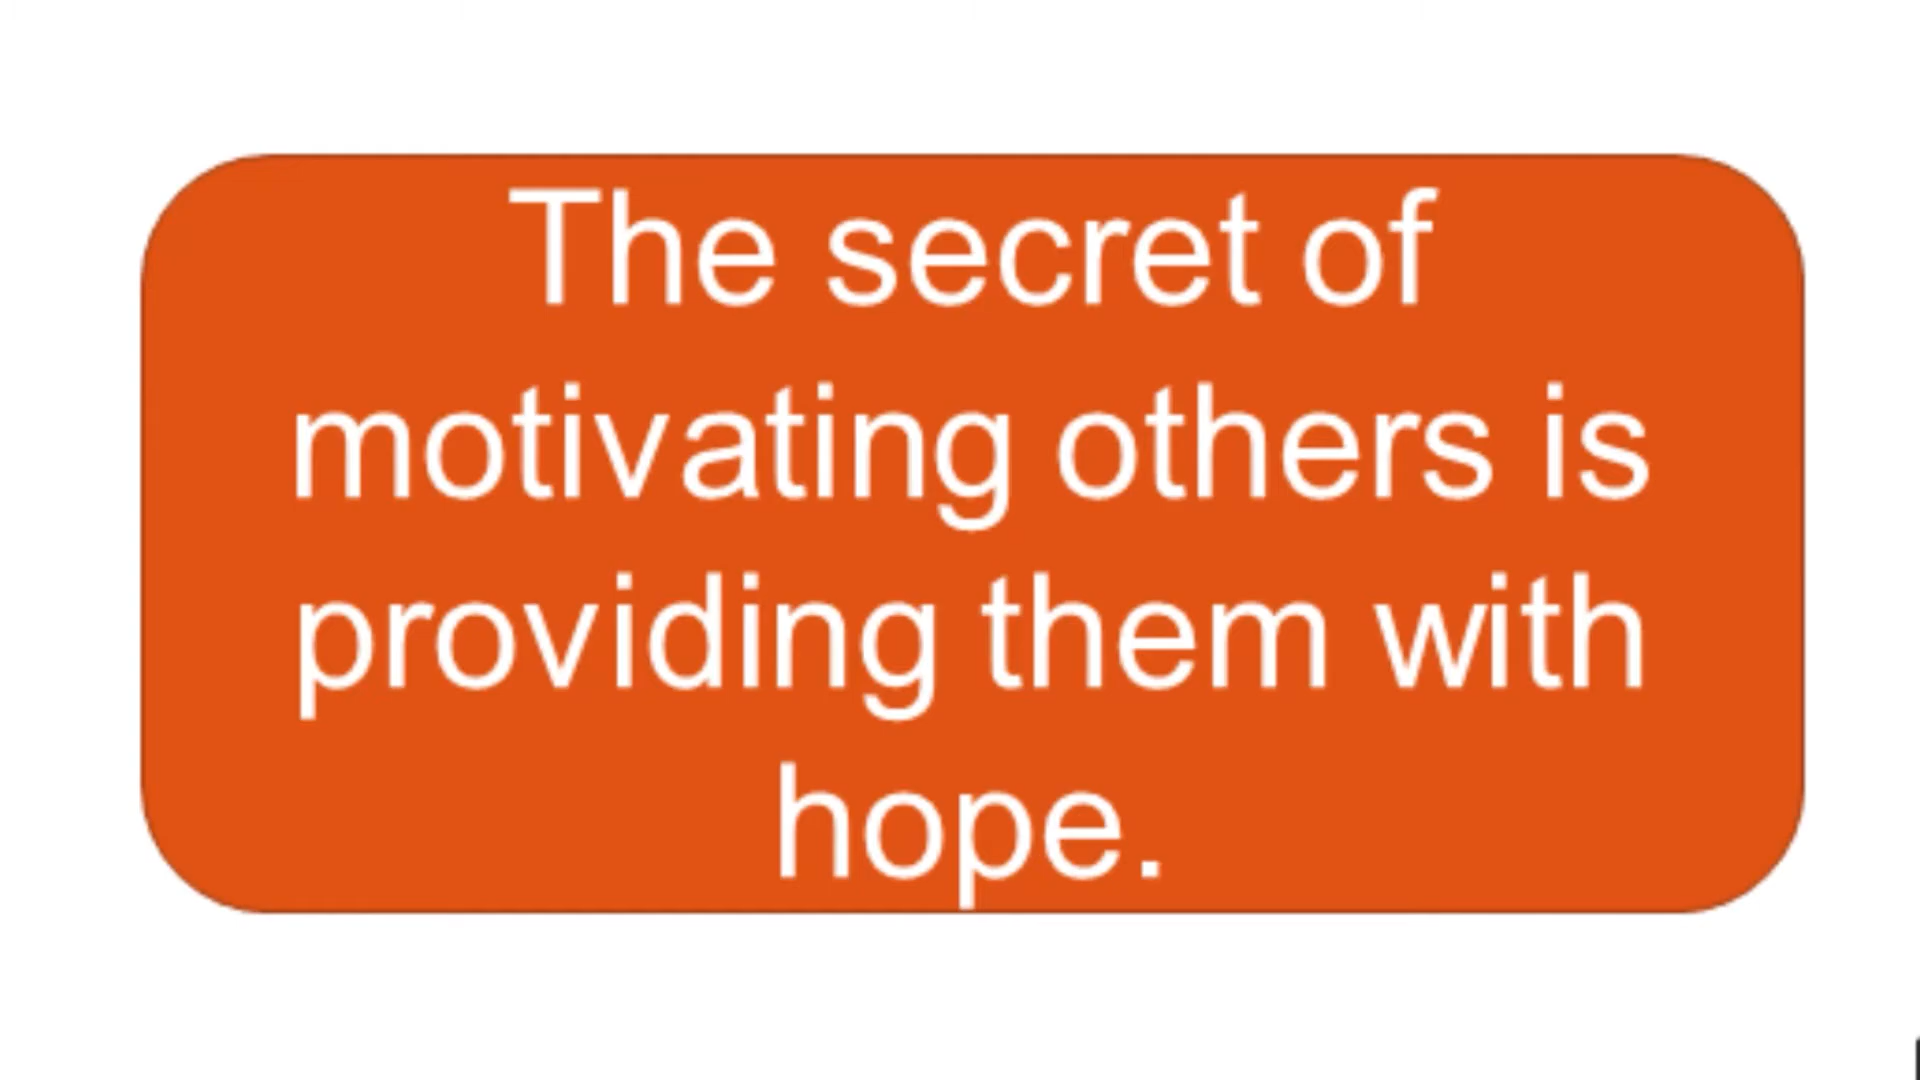 The secret of
motivating others is
providing them with
hope.